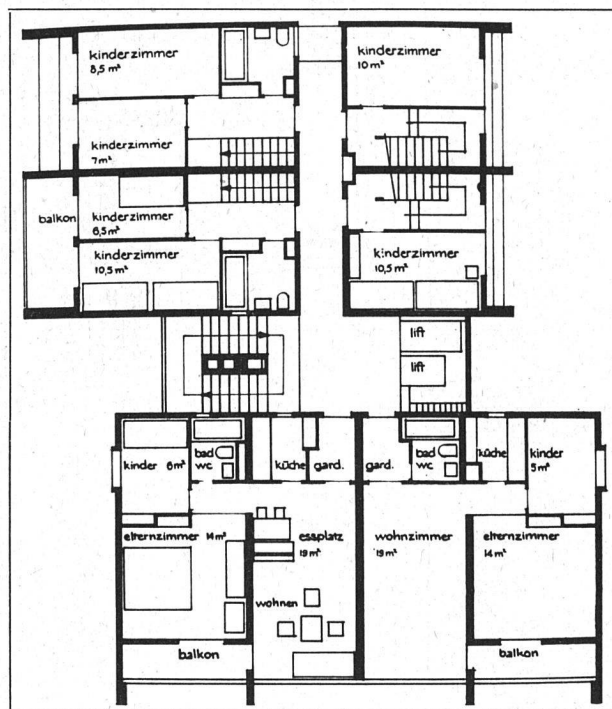 kinderzimmer
8,5 m²
kinderzimmer
10 m²
kinderzimmer
7 m²
balkon
kinderzimmer
6,5 m²
kinderzimmer
10,5 m²
kinderzimmer
10,5 m²
lift
lift
kinder 6 m²
bad
wc
küche
gard.
gard.
bad
wc
küche
kinder
5 m²
elternzimmer 14 m²
essplatz
19 m²
wohnzimmer
19 m²
elternzimmer
14 m²
wohnen
balkon
balkon